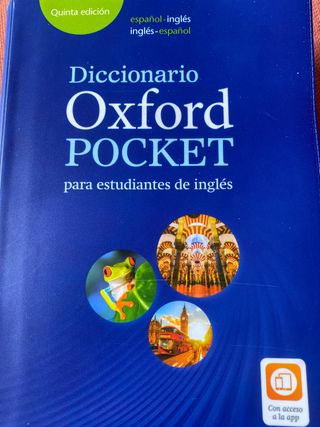 Quinta edición
español-inglés
inglés-español
Diccionario
Oxford
POCKET
para estudiantes de inglés
Con acceso
a la app